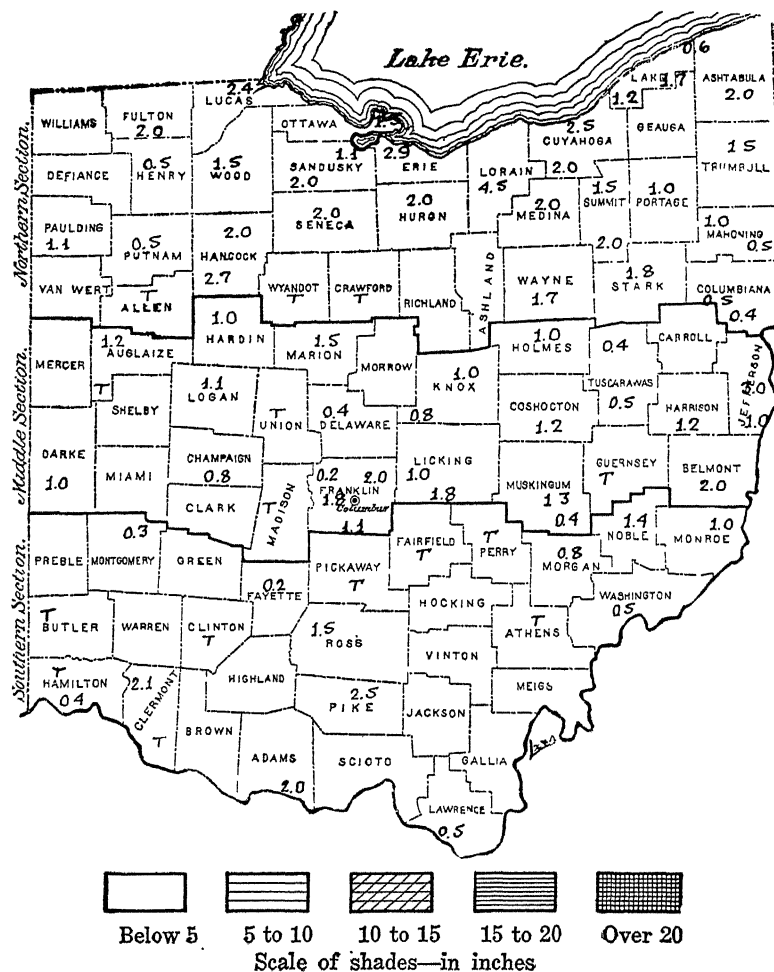 Lake Erie.
0.6
2.4
LUCAS
LAKE 1.7
ASHTABULA
2.0
1.2
WILLIAMS
FULTON
2.0
OTTAWA
2.5
CUYAHOGA
2.0
GEAUGA
1.1
SANDUSKY
2.0
2.9
ERIE
DEFIANCE
0.5
HENRY
1.5
WOOD
LORAIN
4.5
1.5
TRUMBULL
2.0
MEDINA
1.5
SUMMIT
2.0
1.0
PORTAGE
2.0
SENECA
2.0
HURON
PAULDING
1.1
0.5
PUTNAM
2.0
HANCOCK
2.7
1.0
MAHONING
0.5
Northern Section.
VAN WERT
T
ALLEN
WYANDOT
T
CRAWFORD
T
RICHLAND
ASHLAND
WAYNE
1.7
1.8
STARK
COLUMBIANA
0.5
0.4
1.0
HARDIN
MERCER
1.2
AUGLAIZE
T
1.5
MARION
MORROW
1.0
KNOX
0.8
1.0
HOLMES
0.4
TUSCARAWAS
0.5
CARROLL
JEFFERSON
3.0
1.0
1.1
LOGAN
SHELBY
UNION
T
0.4
DELAWARE
COSHOCTON
1.2
HARRISON
1.2
Middle Section.
DARKE
1.0
MIAMI
CHAMPAIGN
0.8
CLARK
T
MADISON
0.2 2.0
FRANKLIN
1.8
Columbus
1.1
LICKING
1.0
1.8
MUSKINGUM
1.3
0.4
GUERNSEY
T
BELMONT
2.0
PREBLE
0.3
MONTGOMERY
GREEN
0.2
FAYETTE
PICKAWAY
T
FAIRFIELD
T
T
PERRY
0.8
MORGAN
1.4
NOBLE
1.0
MONROE
WASHINGTON
0.5
Southern Section.
T
BUTLER
WARREN
CLINTON
T
1.5
ROSS
HOCKING
T
ATHENS
VINTON
T
HAMILTON
0.4
2.1
CLERMONT
T
HIGHLAND
BROWN
2.5
PIKE
JACKSON
MEIGS
ADAMS
2.0
SCIOTO
GALLIA
LAWRENCE
0.5
Below 5 5 to 10 10 to 15 15 to 20 Over 20
Scale of shades—in inches